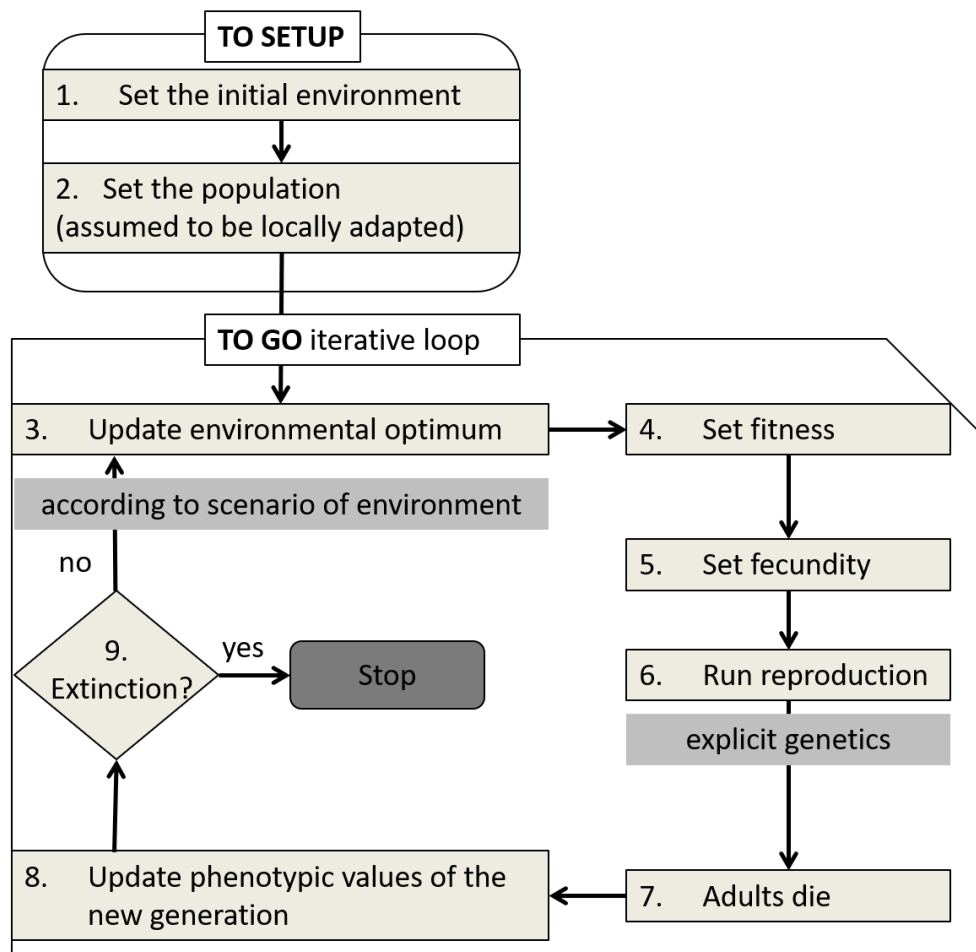 TO SETUP
1. Set the initial environment
2. Set the population
(assumed to be locally adapted)
TO GO iterative loop
3. Update environmental optimum
4. Set fitness
according to scenario of environment
no
5. Set fecundity
9.
Extinction?
yes
Stop
6. Run reproduction
explicit genetics
8. Update phenotypic values of the
new generation
7. Adults die